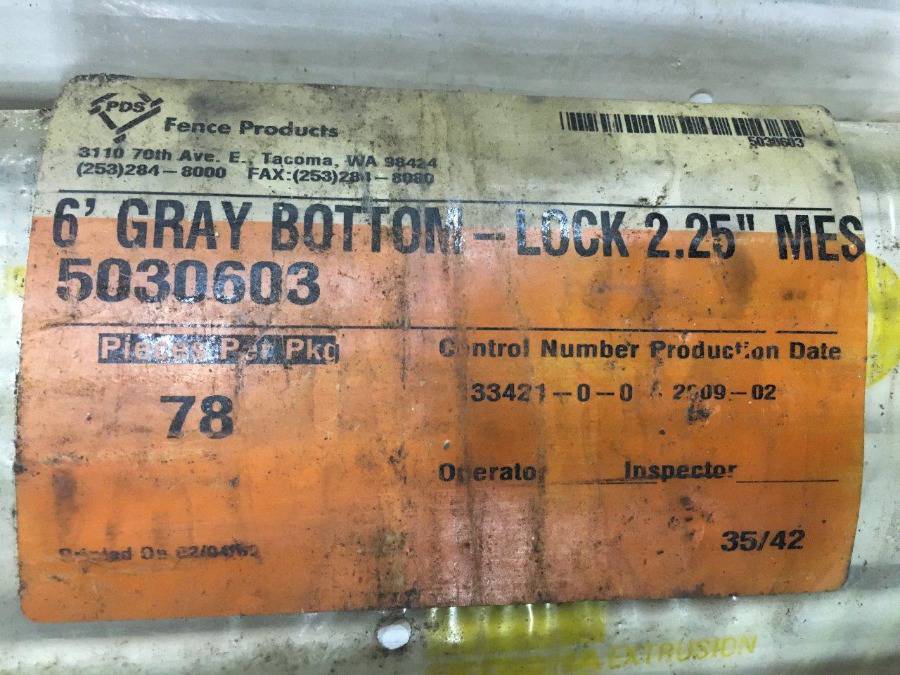 PDS
Fence Products
3110 70th Ave. E., Tacoma, WA 98424
(253)284-8000 FAX:(253)284-8080
5030603
6' GRAY BOTTOM-LOCK 2.25" MES
5030603
Pieces Per Pkg
Control Number Production Date
78
33421-0-0 2009-02
Operator Inspector
Printed On
35/42
EXTRUSION